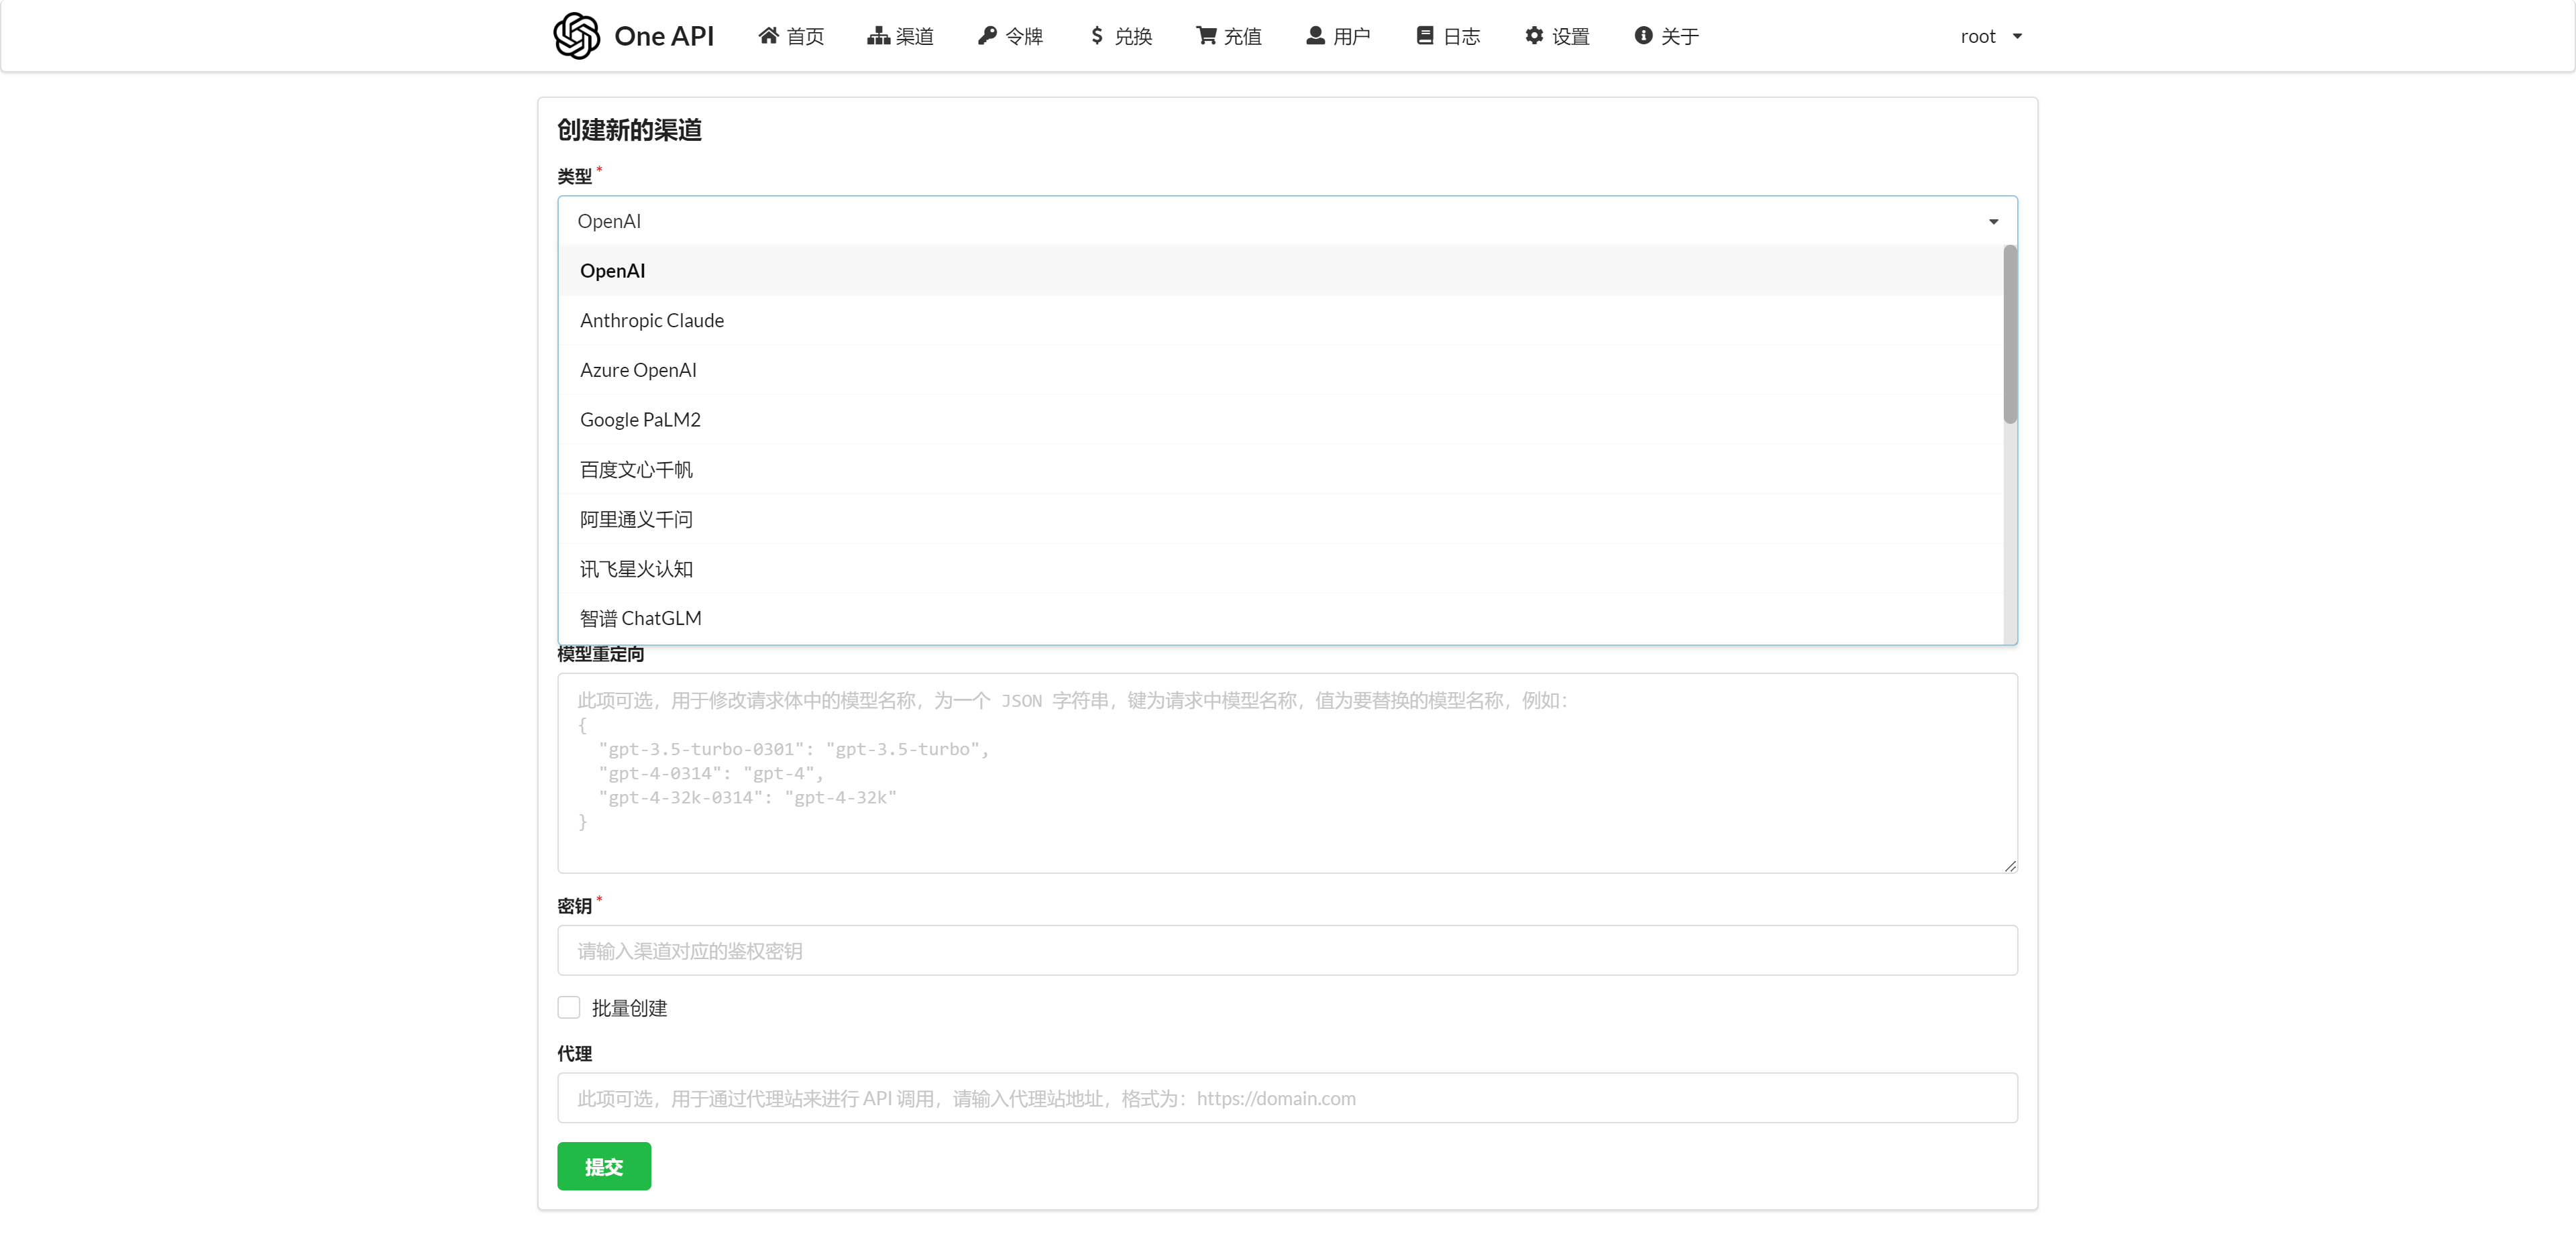 One API 首页 渠道 令牌 兑换 充值 用户 日志 设置 关于 root
创建新的渠道
类型 *
OpenAI
OpenAI
Anthropic Claude
Azure OpenAI
Google PaLM2
百度文心千帆
阿里通义千问
讯飞星火认知
智谱 ChatGLM
模型重定向
此项可选，用于修改请求体中的模型名称，为一个 JSON 字符串，键为请求中模型名称，值为要替换的模型名称，例如：
{
  "gpt-3.5-turbo-0301": "gpt-3.5-turbo",
  "gpt-4-0314": "gpt-4",
  "gpt-4-32k-0314": "gpt-4-32k"
}
密钥 *
请输入渠道对应的鉴权密钥
批量创建
代理
此项可选，用于通过代理站来进行 API 调用，请输入代理站地址，格式为：https://domain.com
提交